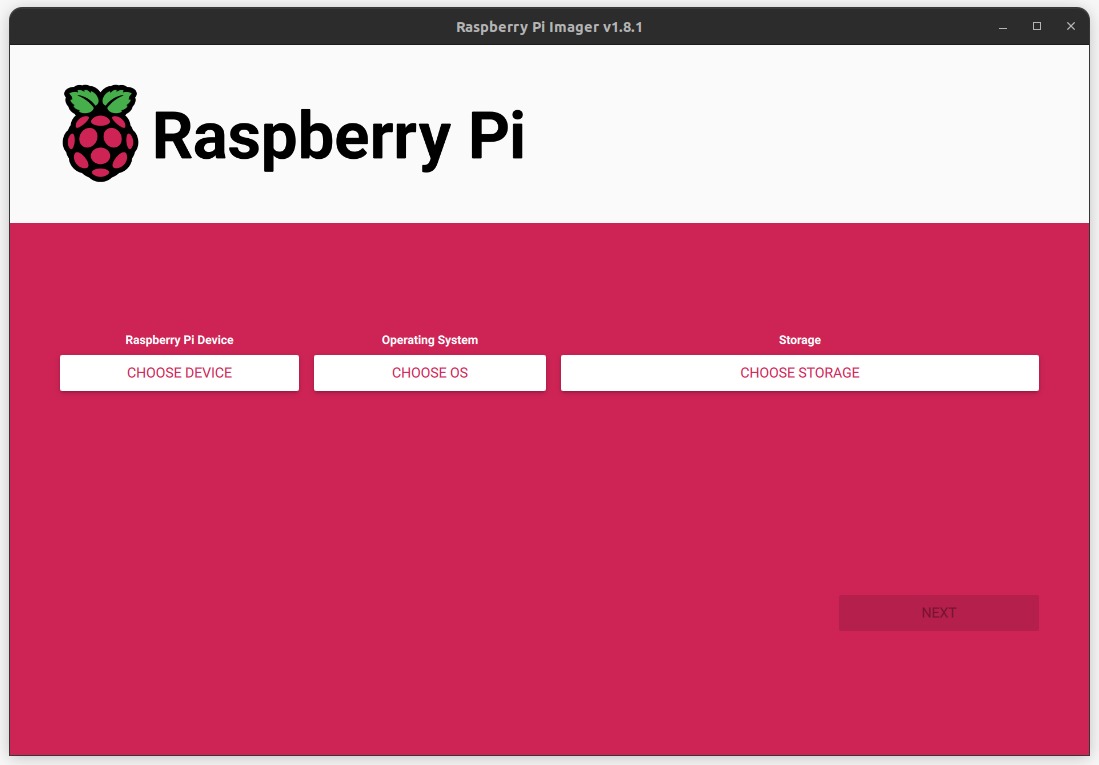 Raspberry Pi Imager v1.8.1
Raspberry Pi
Raspberry Pi Device
Operating System
Storage
CHOOSE DEVICE
CHOOSE OS
CHOOSE STORAGE
NEXT